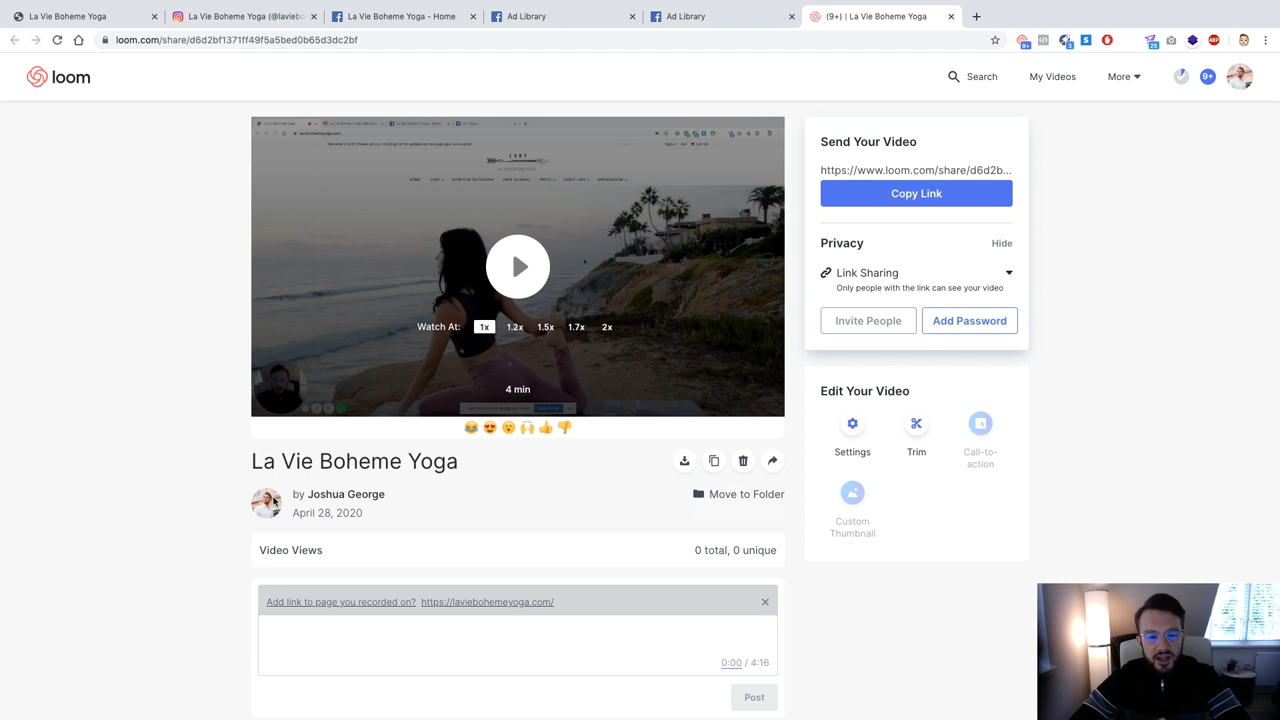 La Vie Boheme Yoga
La Vie Boheme Yoga (@laviebo
La Vie Boheme Yoga - Home
Ad Library
Ad Library
(9+) | La Vie Boheme Yoga
loom.com/share/d6d2bf1371ff49f5a5bed0b65d3dc2bf
loom
Search
My Videos
More
9+
Send Your Video
https://www.loom.com/share/d6d2b...
Copy Link
Privacy
Hide
Link Sharing
Only people with the link can see your video
Invite People
Add Password
Watch At:
1x
1.2x
1.5x
1.7x
2x
4 min
Edit Your Video
Settings
Trim
Call-to-
action
Custom
Thumbnail
La Vie Boheme Yoga
by Joshua George
April 28, 2020
Move to Folder
Video Views
0 total, 0 unique
Add link to page you recorded on? https://laviebohemeyoga.com/
0:00 / 4:16
Post